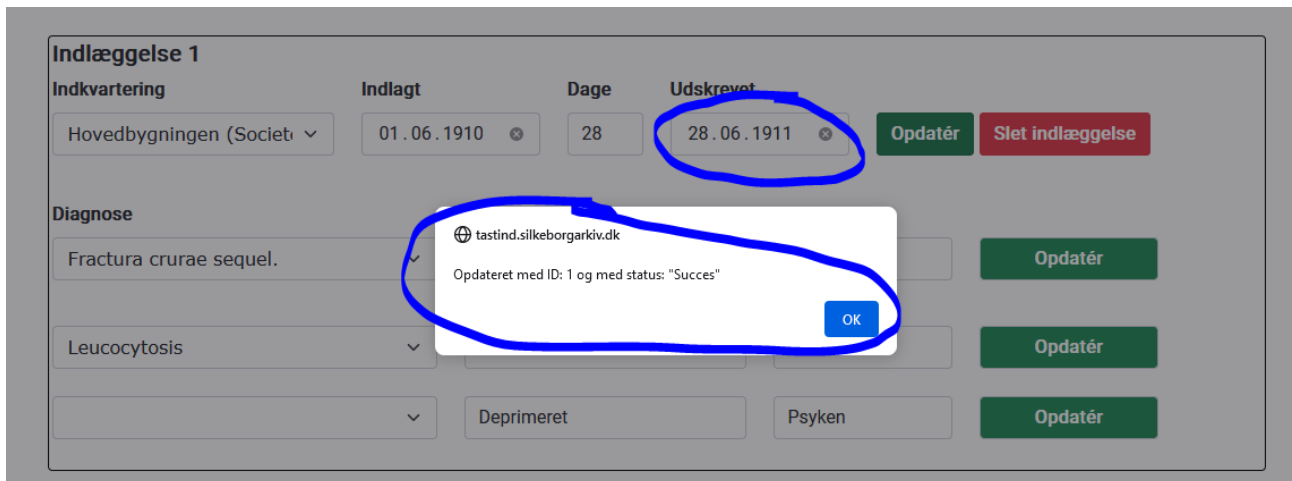 Indlæggelse 1
Indkvartering Indlagt Dage Udskrevet
Hovedbygningen (Societe 01.06.1910 28 28.06.1911 Opdatér Slet indlæggelse
Diagnose
tastind.silkeborgarkiv.dk
Fractura crurae sequel. Opdatér
Opdateret med ID: 1 og med status: "Succes"
OK
Leucocytosis Opdatér
Deprimeret Psyken Opdatér